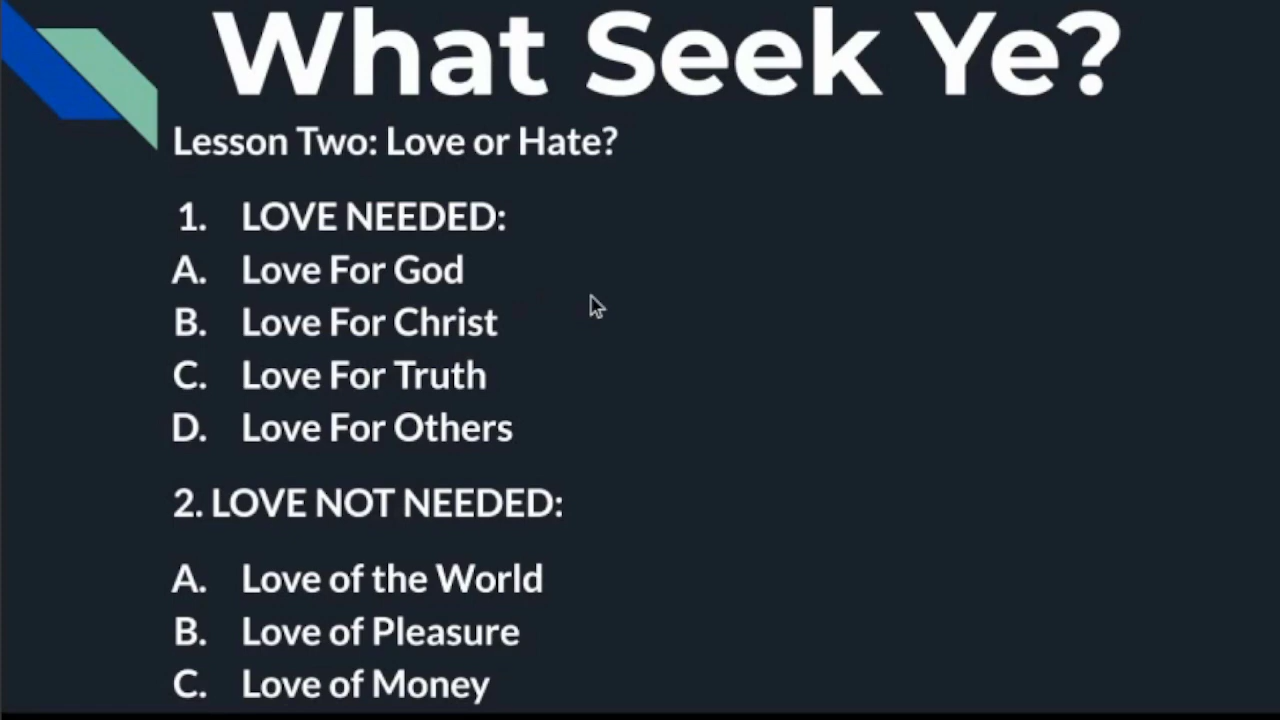 What Seek Ye?
Lesson Two: Love or Hate?
1. LOVE NEEDED:
A. Love For God
B. Love For Christ
C. Love For Truth
D. Love For Others
2. LOVE NOT NEEDED:
A. Love of the World
B. Love of Pleasure
C. Love of Money